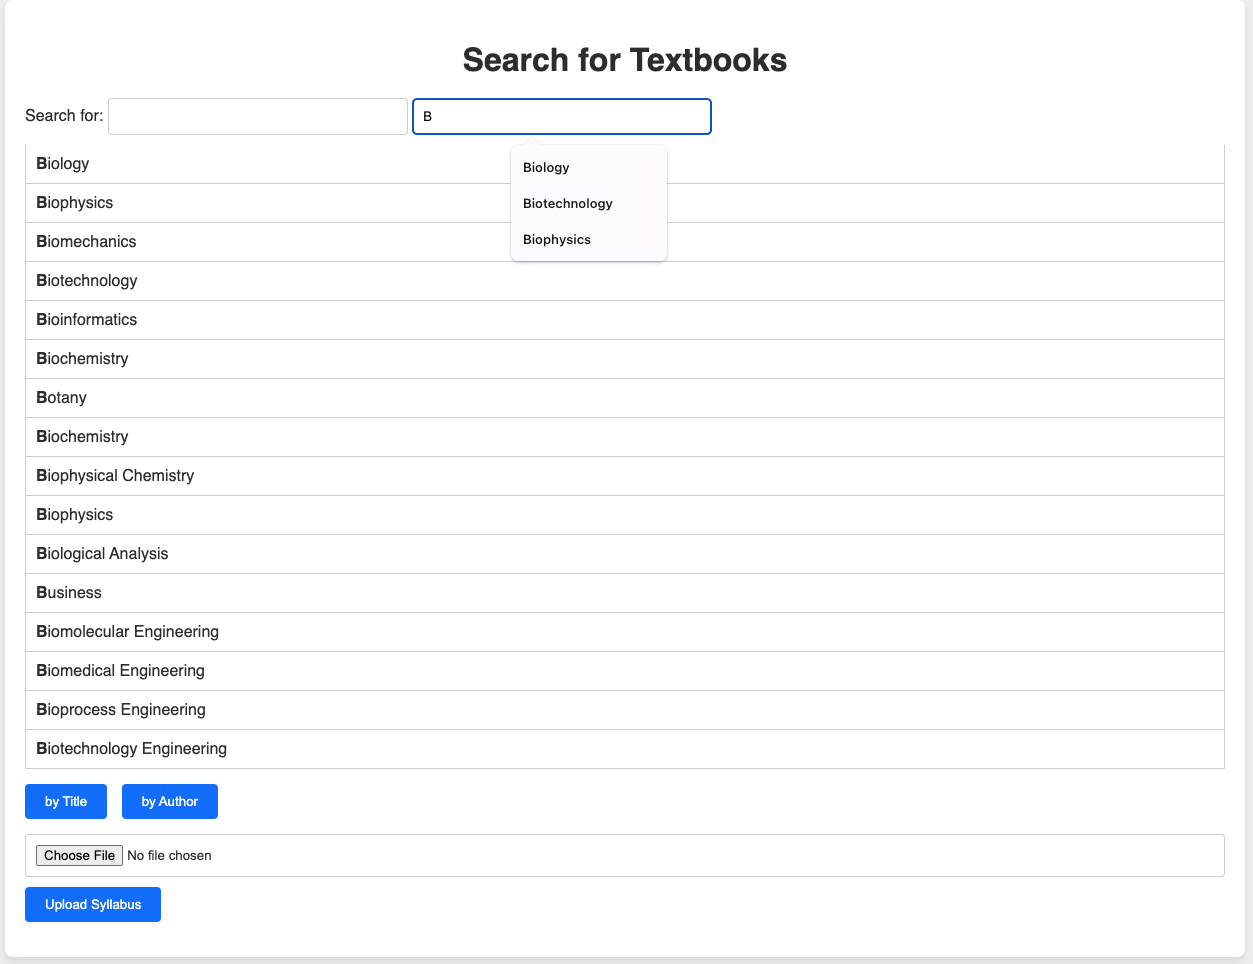 Search for Textbooks
Search for: B
Biology
Biotechnology
Biophysics
Biology
Biophysics
Biomechanics
Biotechnology
Bioinformatics
Biochemistry
Botany
Biochemistry
Biophysical Chemistry
Biophysics
Biological Analysis
Business
Biomolecular Engineering
Biomedical Engineering
Bioprocess Engineering
Biotechnology Engineering
by Title by Author
Choose File No file chosen
Upload Syllabus